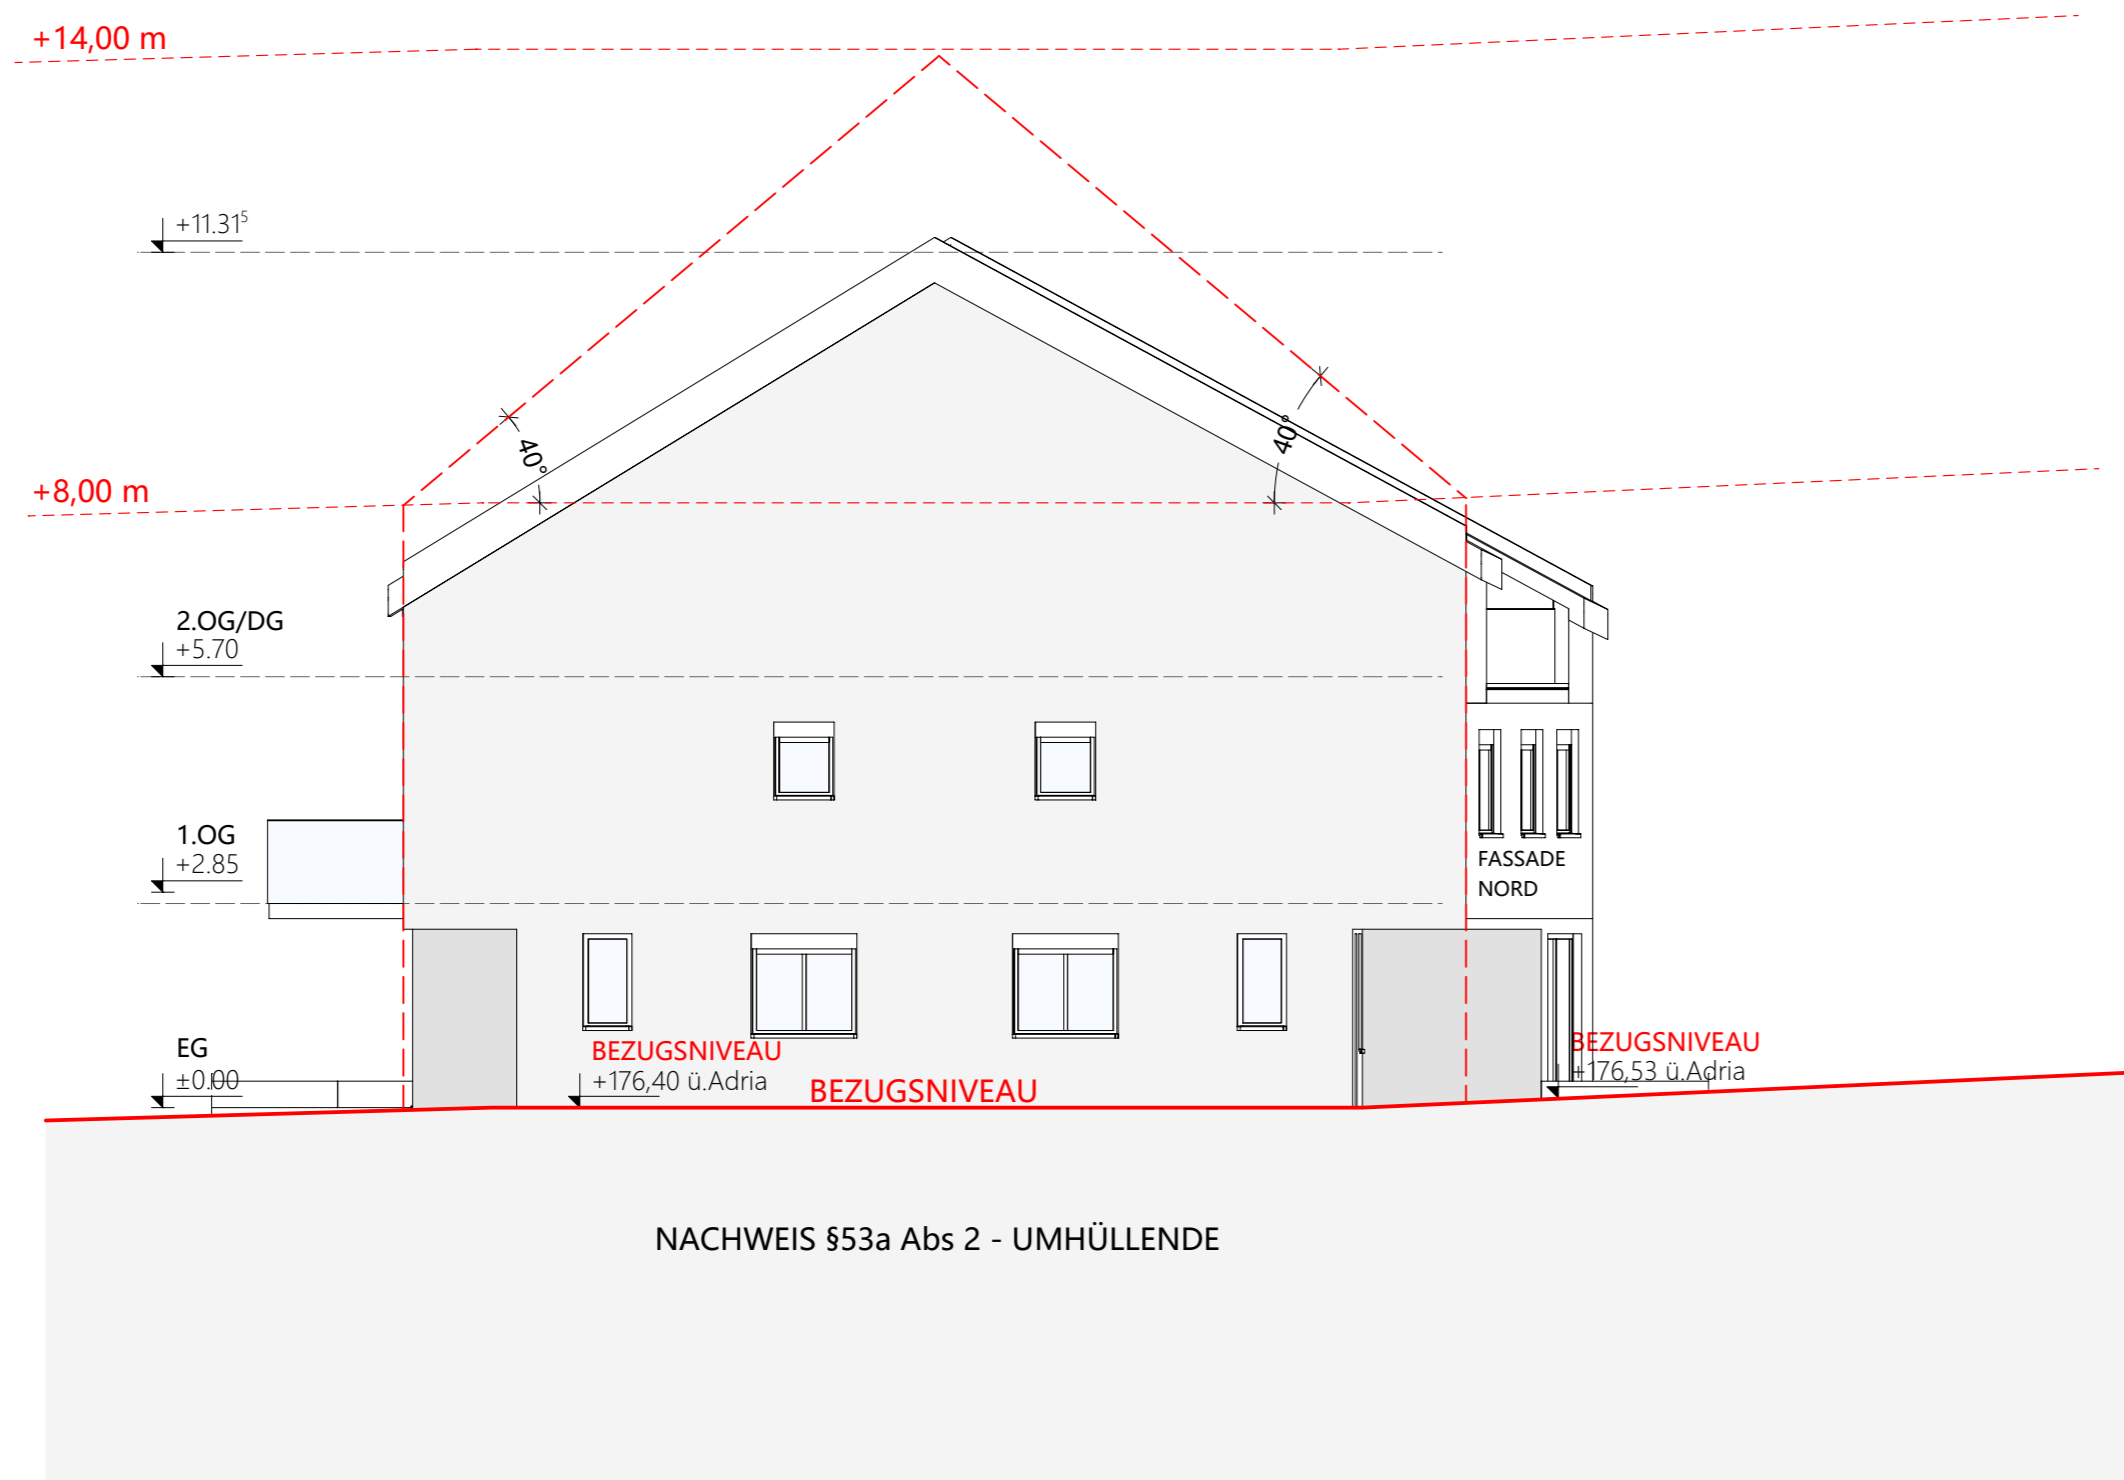 +14,00 m
+11.31⁵
40°
40°
+8,00 m
2.OG/DG
+5.70
1.OG
+2.85
FASSADE
NORD
EG
±0.00
BEZUGSNIVEAU
+176,40 ü.Adria
BEZUGSNIVEAU
BEZUGSNIVEAU
+176,53 ü.Adria
NACHWEIS §53a Abs 2 - UMHÜLLENDE